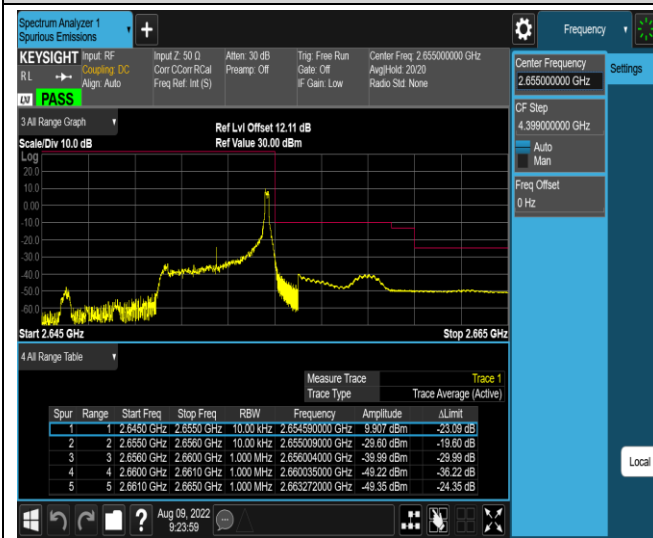 Spectrum Analyzer 1
Spurious Emissions
Frequency
KEYSIGHT
RL
LXI
PASS
Input: RF
Coupling: DC
Align: Auto
Input Z: 50 Ω
Corr CCorr RCal
Freq Ref: Int (S)
Atten: 30 dB
Preamp: Off
Trig: Free Run
Gate: Off
IF Gain: Low
Center Freq: 2.655000000 GHz
Avg|Hold: 20/20
Radio Std: None
Center Frequency
2.655000000 GHz
Settings
CF Step
4.399000000 GHz
Auto
Man
Freq Offset
0 Hz
3 All Range Graph
Ref Lvl Offset 12.11 dB
Scale/Div 10.0 dB
Ref Value 30.00 dBm
Log
20.0
10.0
0.00
-10.0
-20.0
-30.0
-40.0
-50.0
-60.0
Start 2.645 GHz
Stop 2.665 GHz
4 All Range Table
Measure Trace Trace 1
Trace Type Trace Average (Active)
Spur Range Start Freq Stop Freq RBW Frequency Amplitude ΔLimit
1 1 2.6450 GHz 2.6550 GHz 10.00 kHz 2.654590000 GHz 9.907 dBm -23.09 dB
2 2 2.6550 GHz 2.6560 GHz 10.00 kHz 2.655009000 GHz -29.60 dBm -19.60 dB
3 3 2.6560 GHz 2.6600 GHz 1.000 MHz 2.656004000 GHz -39.99 dBm -29.99 dB
4 4 2.6600 GHz 2.6610 GHz 1.000 MHz 2.660035000 GHz -49.22 dBm -36.22 dB
5 5 2.6610 GHz 2.6650 GHz 1.000 MHz 2.663272000 GHz -49.35 dBm -24.35 dB
Local
Aug 09, 2022
9:23:59